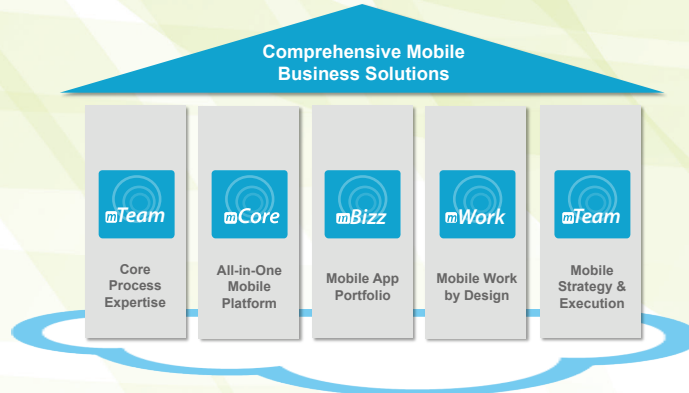 Comprehensive Mobile
Business Solutions
mTeam
Core
Process
Expertise
mCore
All-in-One
Mobile
Platform
mBizz
Mobile App
Portfolio
mWork
Mobile Work
by Design
mTeam
Mobile
Strategy &
Execution